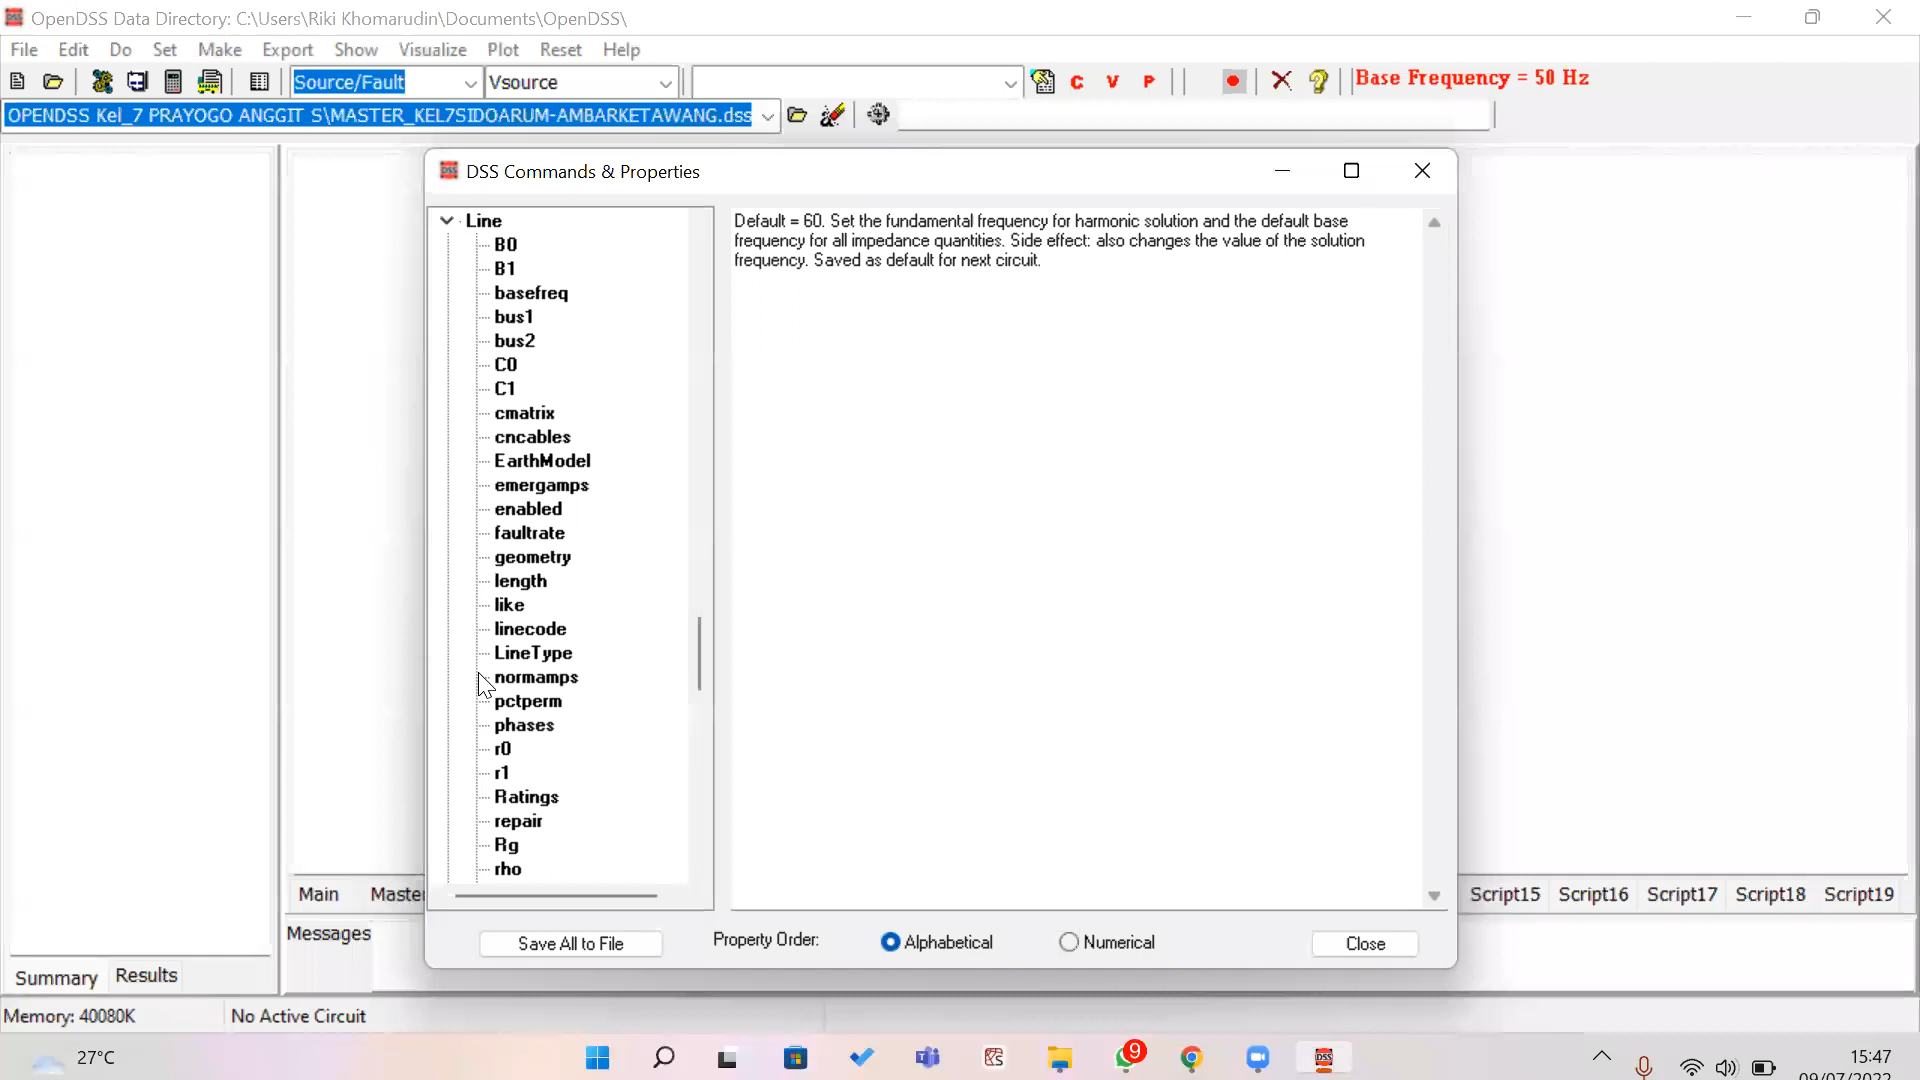 OpenDSS Data Directory: C:\Users\Riki Khomarudin\Documents\OpenDSS\
File Edit Do Set Make Export Show Visualize Plot Reset Help
Source/Fault Vsource C V P Base Frequency = 50 Hz
OPENDSS Kel_7 PRAYOGO ANGGIT S\MASTER_KEL7SIDOARUM-AMBARKETAWANG.dss
DSS Commands & Properties
Line
B0
B1
basefreq
bus1
bus2
C0
C1
cmatrix
cncables
EarthModel
emergamps
enabled
faultrate
geometry
length
like
linecode
LineType
normamps
pctperm
phases
r0
r1
Ratings
repair
Rg
rho
Default = 60. Set the fundamental frequency for harmonic solution and the default base
frequency for all impedance quantities. Side effect: also changes the value of the solution
frequency. Saved as default for next circuit.
Save All to File Property Order: Alphabetical Numerical Close
Main Master Script15 Script16 Script17 Script18 Script19
Messages
Summary Results
Memory: 40080K No Active Circuit
27°C 9 DSS 15:47
09/07/2022